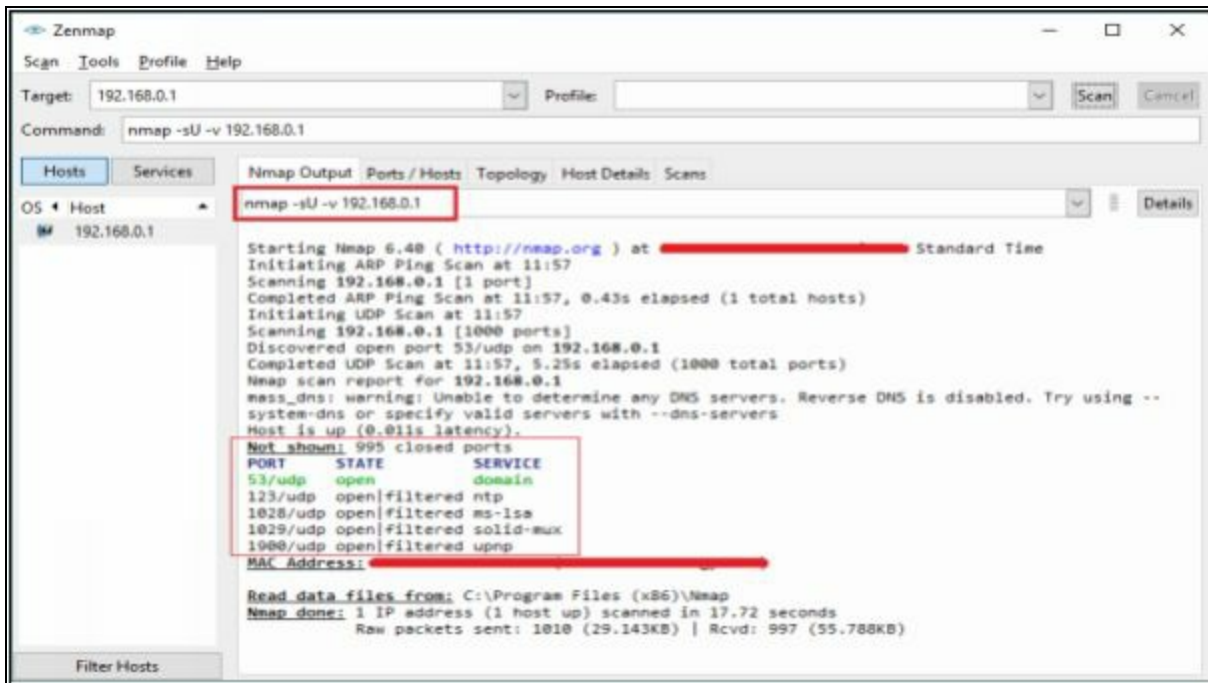 Zenmap
Scan Tools Profile Help
Target: 192.168.0.1 Profile: Scan Cancel
Command: nmap -sU -v 192.168.0.1
Hosts Services Nmap Output Ports / Hosts Topology Host Details Scans
OS Host nmap -sU -v 192.168.0.1 Details
192.168.0.1
Starting Nmap 6.40 ( http://nmap.org ) at Standard Time
Initiating ARP Ping Scan at 11:57
Scanning 192.168.0.1 [1 port]
Completed ARP Ping Scan at 11:57, 0.43s elapsed (1 total hosts)
Initiating UDP Scan at 11:57
Scanning 192.168.0.1 [1000 ports]
Discovered open port 53/udp on 192.168.0.1
Completed UDP Scan at 11:57, 5.25s elapsed (1000 total ports)
Nmap scan report for 192.168.0.1
mass_dns: warning: Unable to determine any DNS servers. Reverse DNS is disabled. Try using --
system-dns or specify valid servers with --dns-servers
Host is up (0.011s latency).
Not shown: 995 closed ports
PORT STATE SERVICE
53/udp open domain
123/udp open|filtered ntp
1028/udp open|filtered ms-lsa
1029/udp open|filtered solid-mux
1900/udp open|filtered upnp
MAC Address:
Read data files from: C:\Program Files (x86)\Nmap
Nmap done: 1 IP address (1 host up) scanned in 17.72 seconds
Raw packets sent: 1010 (29.143KB) | Rcvd: 997 (55.788KB)
Filter Hosts